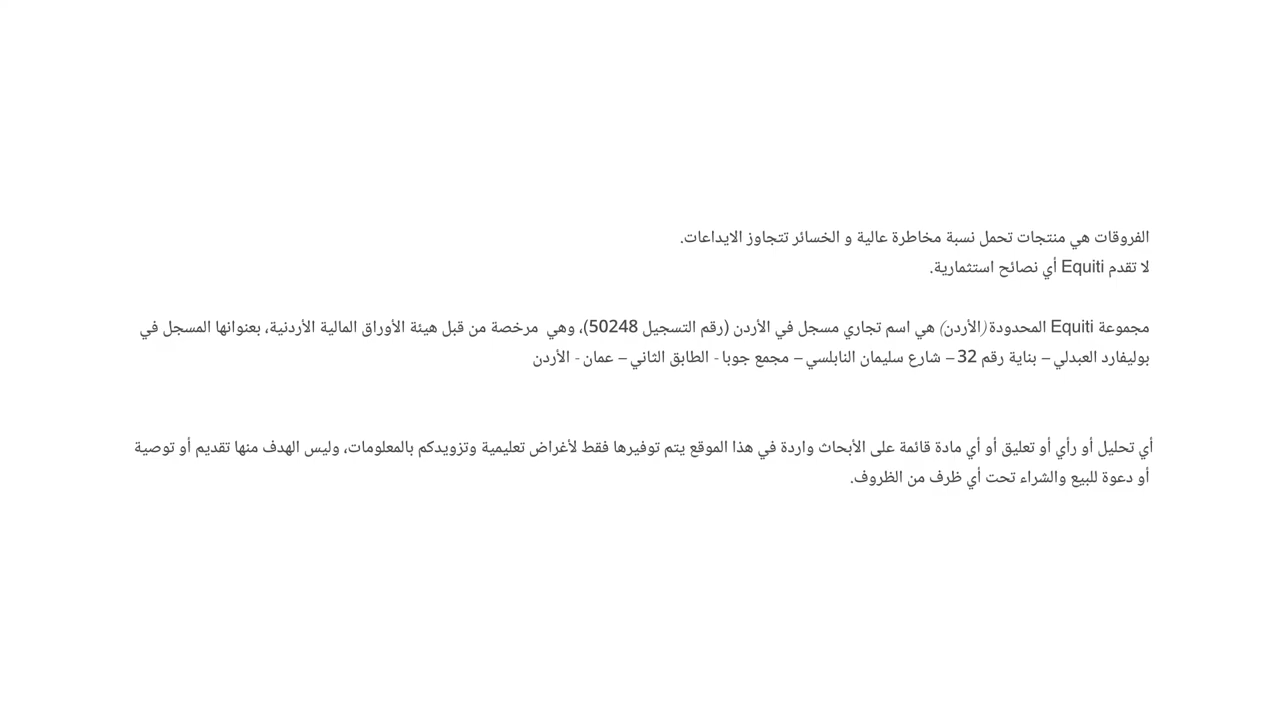 الفروقات هي منتجات تحمل نسبة مخاطرة عالية و الخسائر تتجاوز الايداعات.
لا تقدم Equiti أي نصائح استثمارية.
مجموعة Equiti المحدودة (الأردن) هي اسم تجاري مسجل في الأردن (رقم التسجيل 50248)، وهي مرخصة من قبل هيئة الأوراق المالية الأردنية، بعنوانها المسجل في
بوليفارد العبدلي – بناية رقم 32 – شارع سليمان النابلسي – مجمع جوبا - الطابق الثاني – عمان - الأردن
أي تحليل أو رأي أو تعليق أو أي مادة قائمة على الأبحاث واردة في هذا الموقع يتم توفيرها فقط لأغراض تعليمية وتزويدكم بالمعلومات، وليس الهدف منها تقديم أو توصية
أو دعوة للبيع والشراء تحت أي ظرف من الظروف.